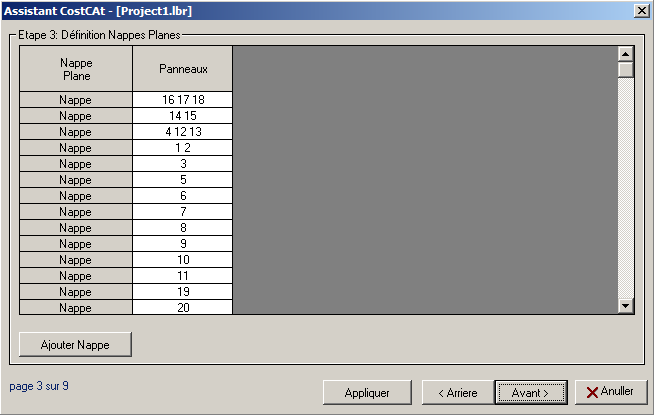 Assistant CostCAt - [Project1.lbr]
Etape 3: Définition Nappes Planes
Nappe Plane Panneaux
Nappe 16 17 18
Nappe 14 15
Nappe 4 12 13
Nappe 1 2
Nappe 3
Nappe 5
Nappe 6
Nappe 7
Nappe 8
Nappe 9
Nappe 10
Nappe 11
Nappe 19
Nappe 20
Ajouter Nappe
page 3 sur 9
Appliquer < Arriere Avant > Anuller